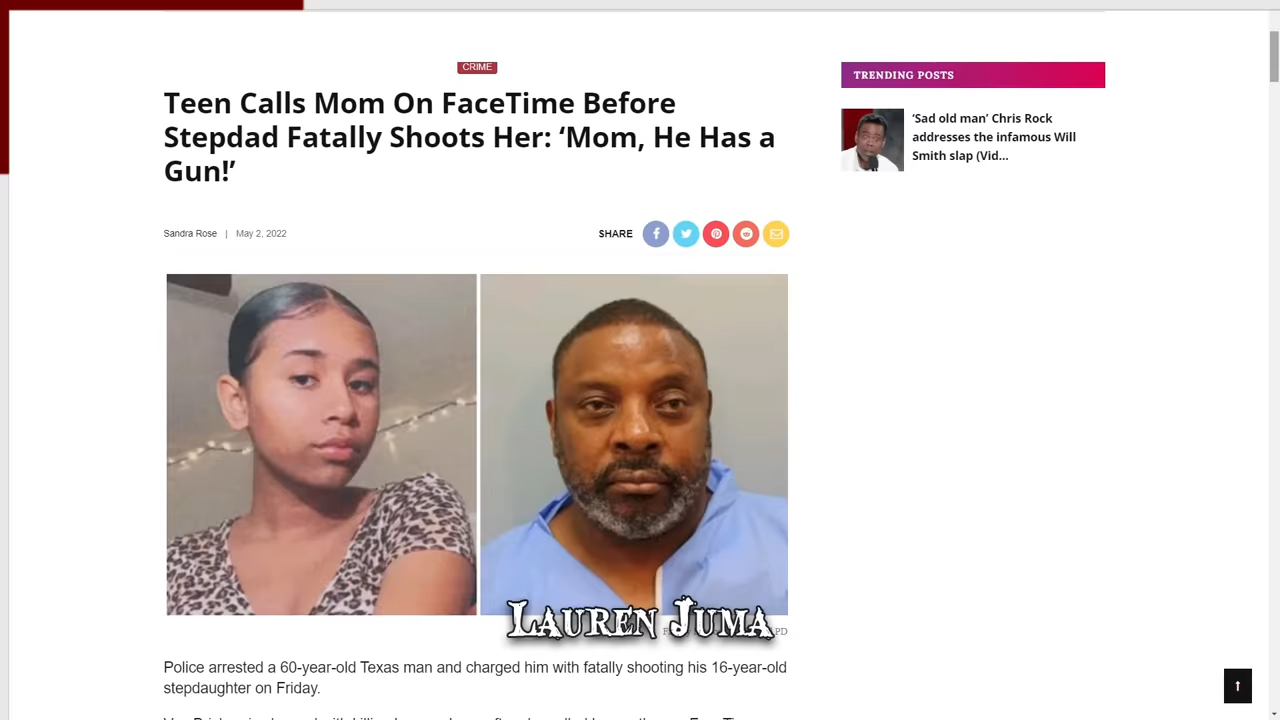 CRIME
Teen Calls Mom On FaceTime Before
Stepdad Fatally Shoots Her: ‘Mom, He Has a
Gun!’
Sandra Rose | May 2, 2022
SHARE
LAUREN JUMA
Police arrested a 60-year-old Texas man and charged him with fatally shooting his 16-year-old
stepdaughter on Friday.
TRENDING POSTS
‘Sad old man’ Chris Rock
addresses the infamous Will
Smith slap (Vid...